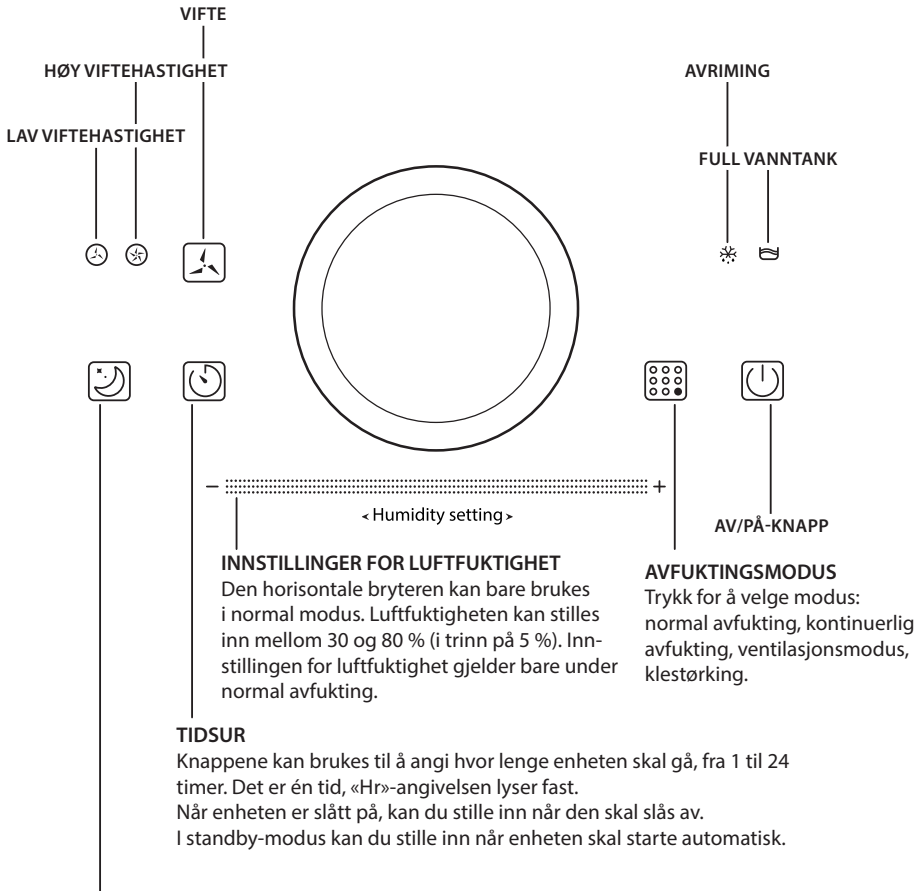 VIFTE
HØY VIFTEHASTIGHET
AVRIMING
LAV VIFTEHASTIGHET
FULL VANNTANK
– +
< Humidity setting >
AV/PÅ-KNAPP
INNSTILLINGER FOR LUFTFUKTIGHET
Den horisontale bryteren kan bare brukes
i normal modus. Luftfuktigheten kan stilles
inn mellom 30 og 80 % (i trinn på 5 %). Inn-
stillingen for luftfuktighet gjelder bare under
normal avfukting.
AVFUKTINGSMODUS
Trykk for å velge modus:
normal avfukting, kontinuerlig
avfukting, ventilasjonsmodus,
klestørking.
TIDSUR
Knappene kan brukes til å angi hvor lenge enheten skal gå, fra 1 til 24
timer. Det er én tid, «Hr»-angivelsen lyser fast.
Når enheten er slått på, kan du stille inn når den skal slås av.
I standby-modus kan du stille inn når enheten skal starte automatisk.